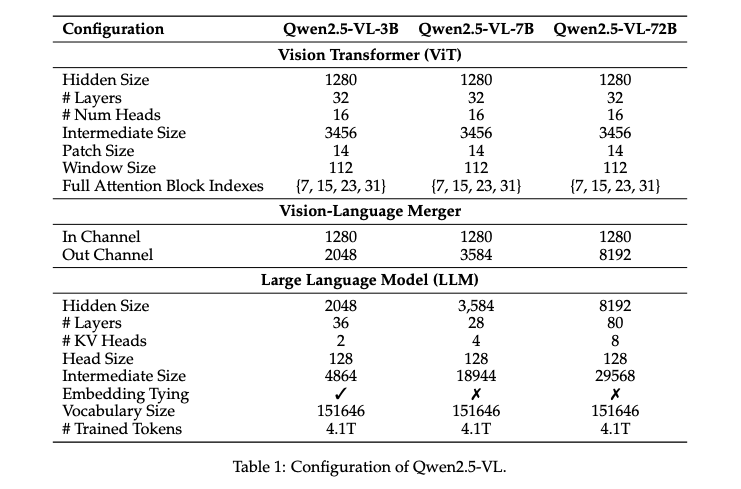 Configuration Qwen2.5-VL-3B Qwen2.5-VL-7B Qwen2.5-VL-72B
Vision Transformer (ViT)
Hidden Size 1280 1280 1280
# Layers 32 32 32
# Num Heads 16 16 16
Intermediate Size 3456 3456 3456
Patch Size 14 14 14
Window Size 112 112 112
Full Attention Block Indexes {7, 15, 23, 31} {7, 15, 23, 31} {7, 15, 23, 31}
Vision-Language Merger
In Channel 1280 1280 1280
Out Channel 2048 3584 8192
Large Language Model (LLM)
Hidden Size 2048 3,584 8192
# Layers 36 28 80
# KV Heads 2 4 8
Head Size 128 128 128
Intermediate Size 4864 18944 29568
Embedding Tying ✓ ✗ ✗
Vocabulary Size 151646 151646 151646
# Trained Tokens 4.1T 4.1T 4.1T
Table 1: Configuration of Qwen2.5-VL.